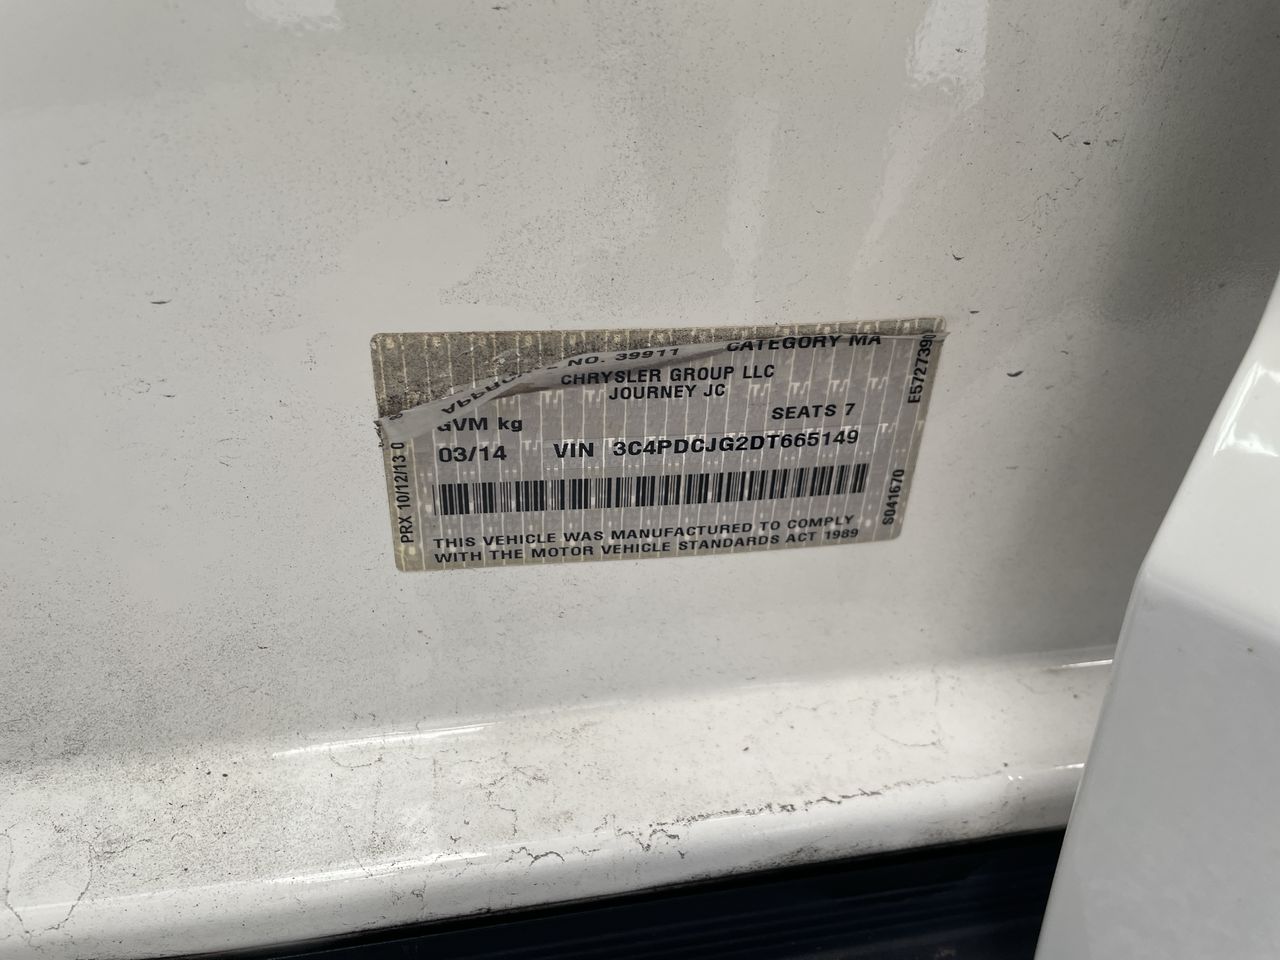 NO. 39911 CATEGORY MA
CHRYSLER GROUP LLC
JOURNEY JC
GVM kg SEATS 7
03/14 VIN 3C4PDCJG2DT665149
THIS VEHICLE WAS MANUFACTURED TO COMPLY
WITH THE MOTOR VEHICLE STANDARDS ACT 1989
PRX 10/12/13 0
E5727390
S041670